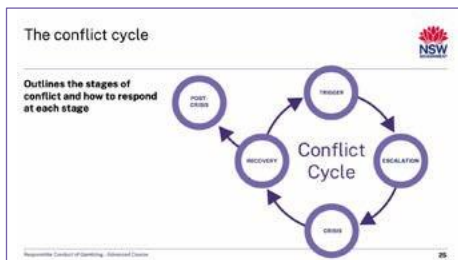 The conflict cycle
NSW
GOVERNMENT
Outlines the stages of
conflict and how to respond
at each stage
POST
CRISIS
TRIGGER
RECOVERY
Conflict
Cycle
ESCALATION
CRISIS
Responsible Conduct of Gambling - Advanced Course
25